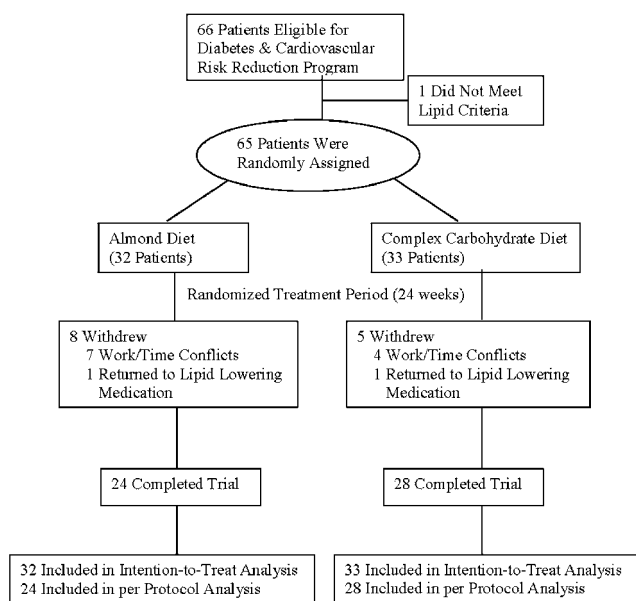 66 Patients Eligible for
Diabetes & Cardiovascular
Risk Reduction Program
1 Did Not Meet
Lipid Criteria
65 Patients Were
Randomly Assigned
Almond Diet
(32 Patients)
Complex Carbohydrate Diet
(33 Patients)
Randomized Treatment Period (24 weeks)
8 Withdrew
7 Work/Time Conflicts
1 Returned to Lipid Lowering
Medication
5 Withdrew
4 Work/Time Conflicts
1 Returned to Lipid Lowering
Medication
24 Completed Trial
28 Completed Trial
32 Included in Intention-to-Treat Analysis
24 Included in per Protocol Analysis
33 Included in Intention-to-Treat Analysis
28 Included in per Protocol Analysis